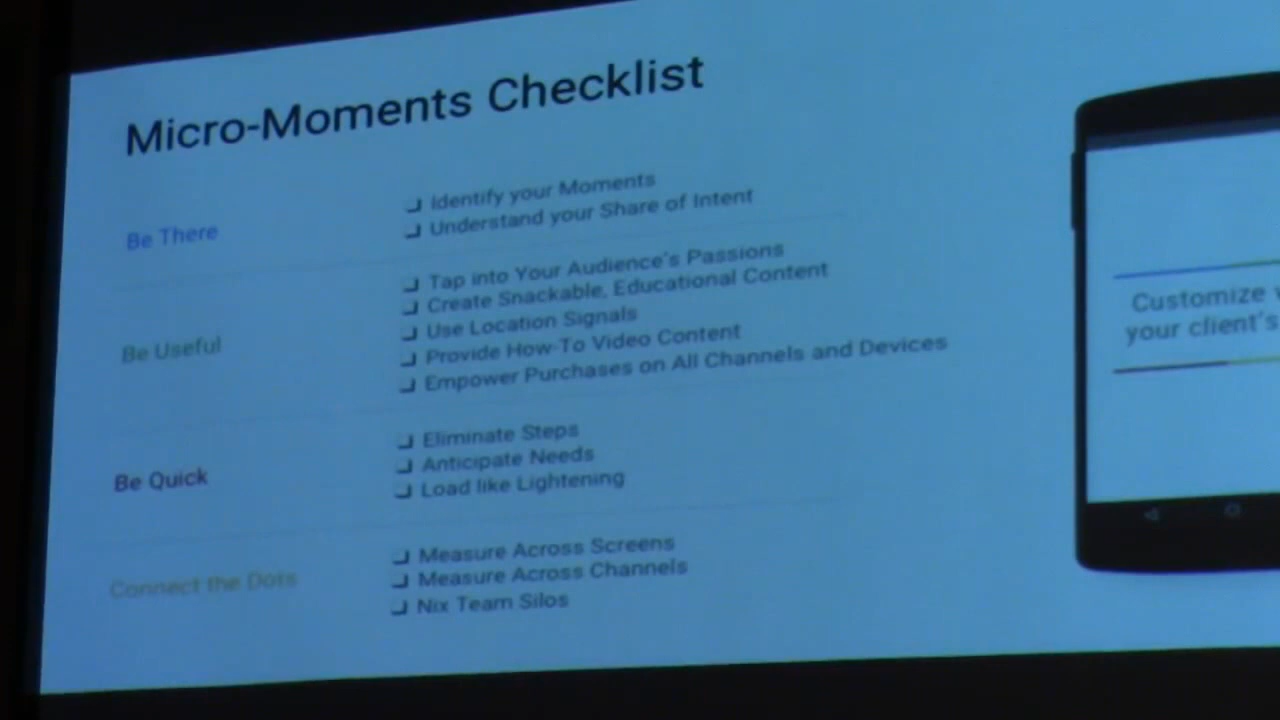 Micro-Moments Checklist
Be There
Identify your Moments
Understand your Share of Intent
Be Useful
Tap into Your Audience's Passions
Create Snackable, Educational Content
Use Location Signals
Provide How-To Video Content
Empower Purchases on All Channels and Devices
Be Quick
Eliminate Steps
Anticipate Needs
Load like Lightening
Connect the Dots
Measure Across Screens
Measure Across Channels
Nix Team Silos
Customize
your client's